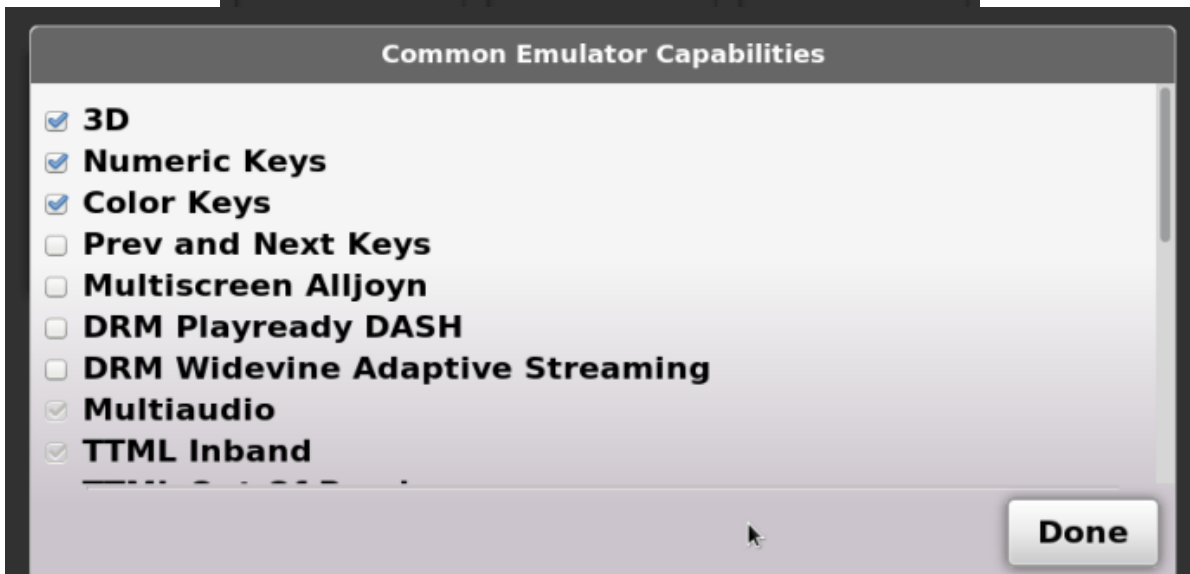 Common Emulator Capabilities
3D
Numeric Keys
Color Keys
Prev and Next Keys
Multiscreen Alljoyn
DRM Playready DASH
DRM Widevine Adaptive Streaming
Multiaudio
TTML Inband
Done